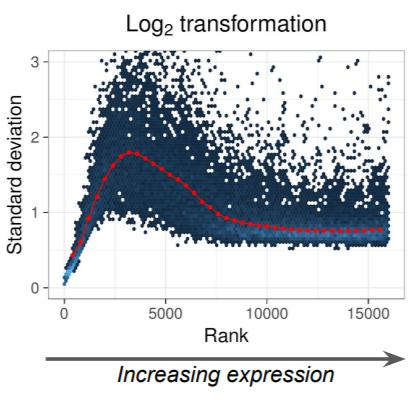 Log₂ transformation
Standard deviation
3
2
1
0
0 5000 10000 15000
Rank
Increasing expression